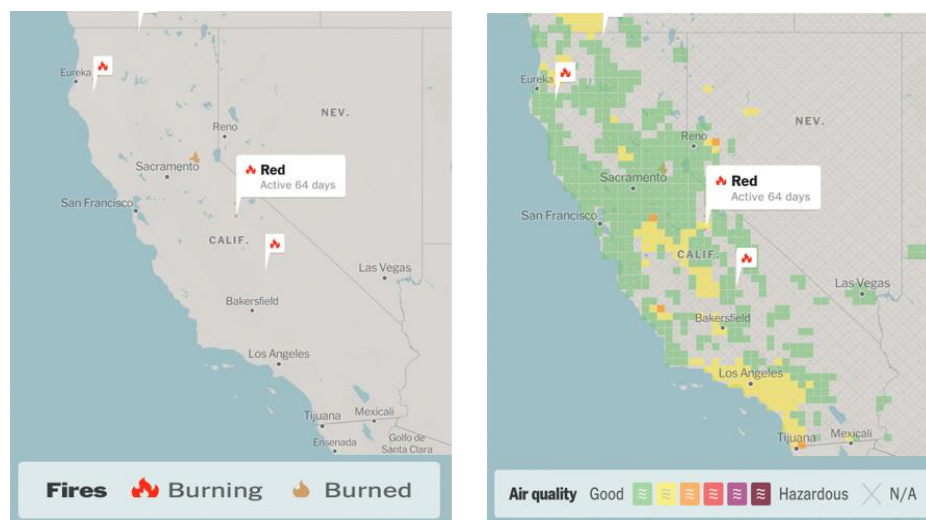 Eureka
NEV.
Reno
Sacramento
Red
Active 64 days
San Francisco
CALIF.
Las Vegas
Bakersfield
Los Angeles
Tijuana
Mexicali
Ensenada
Golfo de
Santa Clara
Fires Burning Burned
Eureka
NEV.
Reno
Sacramento
Red
Active 64 days
San Francisco
CALIF.
Las Vegas
Bakersfield
Los Angeles
Tijuana
Mexicali
Air quality Good Hazardous N/A